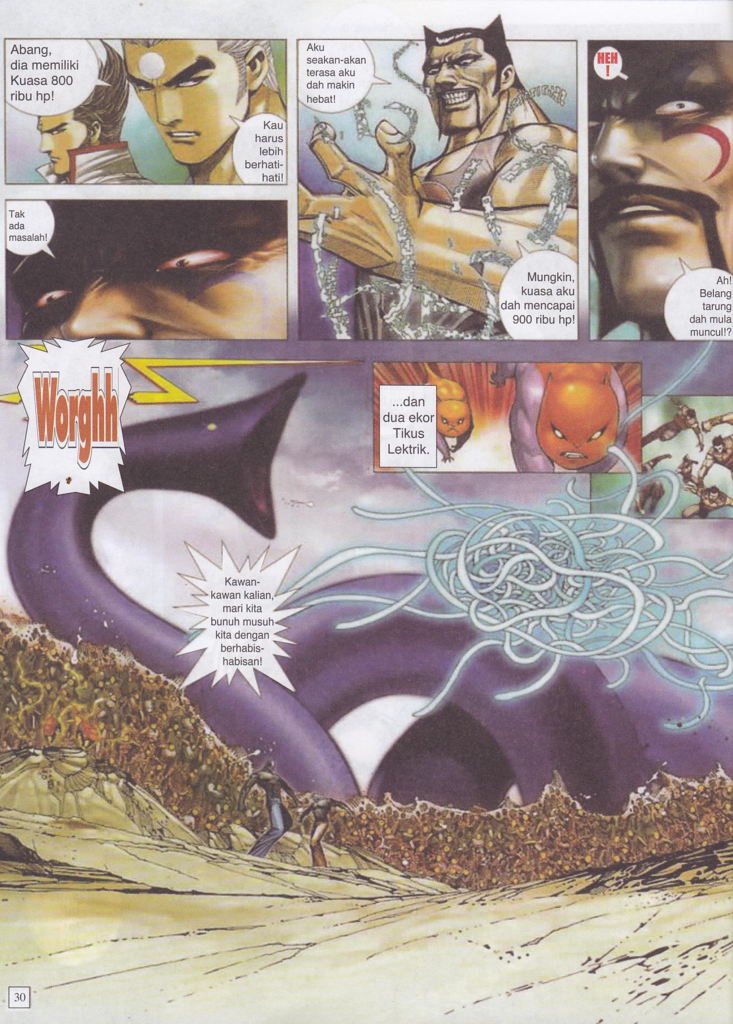 Abang,
dia memiliki
Kuasa 800
ribu hp!
Kau
harus
lebih
berhati-
hati!
Tak
ada
masalah!
Aku
seakan-akan
terasa aku
dah makin
hebat!
Mungkin,
kuasa aku
dah mencapai
900 ribu hp!
HEH
!
Ah!
Belang
tarung
dah mula
muncul!?
Worghh
...dan
dua ekor
Tikus
Lektrik.
Kawan-
kawan kalian,
mari kita
bunuh musuh
kita dengan
berhabis-
habisan!
30